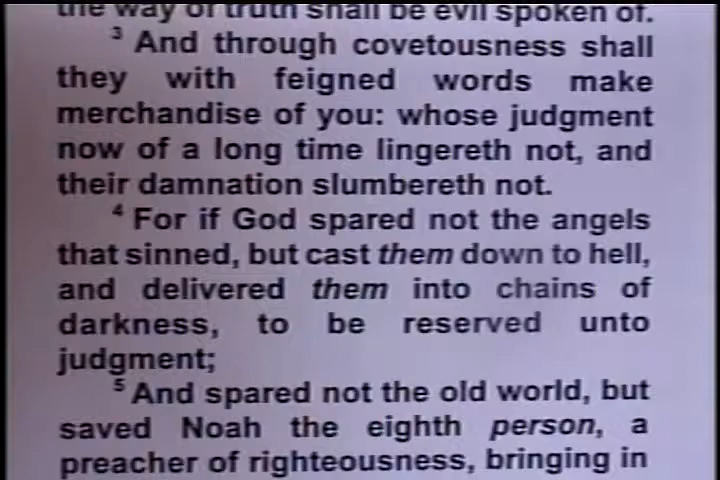 the way of truth shall be evil spoken of.
3 And through covetousness shall
they with feigned words make
merchandise of you: whose judgment
now of a long time lingereth not, and
their damnation slumbereth not.
4 For if God spared not the angels
that sinned, but cast them down to hell,
and delivered them into chains of
darkness, to be reserved unto
judgment;
5 And spared not the old world, but
saved Noah the eighth person, a
preacher of righteousness, bringing in